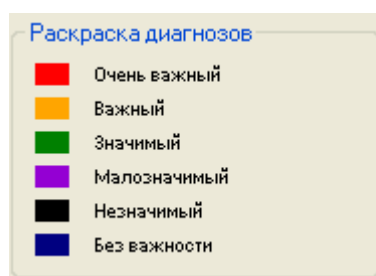 Раскраска диагнозов
Очень важный
Важный
Значимый
Малозначимый
Незначимый
Без важности